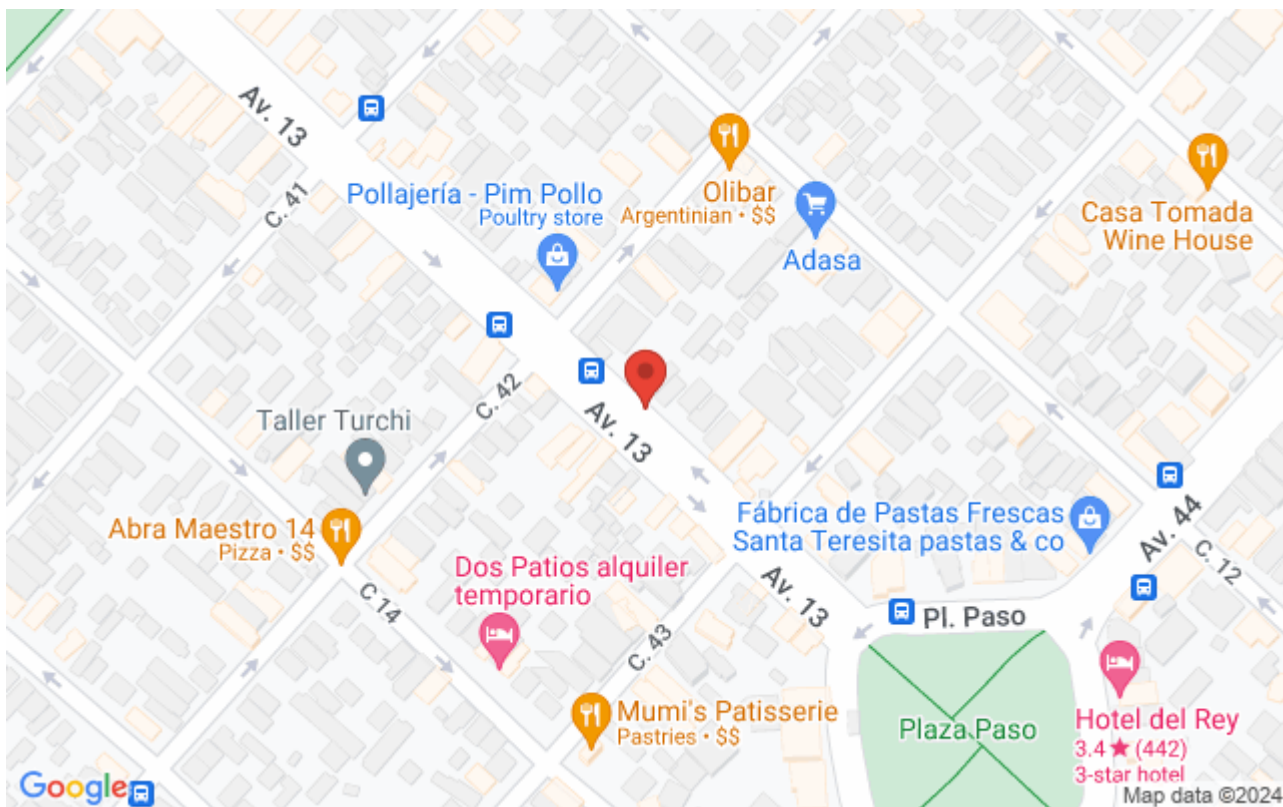 Av. 13
C. 41
Pollajería - Pim Pollo
Poultry store
Olibar
Argentinian • $$
Adasa
Casa Tomada
Wine House
C. 42
Av. 13
Taller Turchi
Abra Maestro 14
Pizza • $$
C 14
Dos Patios alquiler
temporario
Fábrica de Pastas Frescas
Santa Teresita pastas & co
Av. 44
C. 12
Av. 13
Pl. Paso
C. 43
Mumi's Patisserie
Pastries • $$
Plaza Paso
Hotel del Rey
3.4 ★ (442)
3-star hotel
Google
Map data ©2024